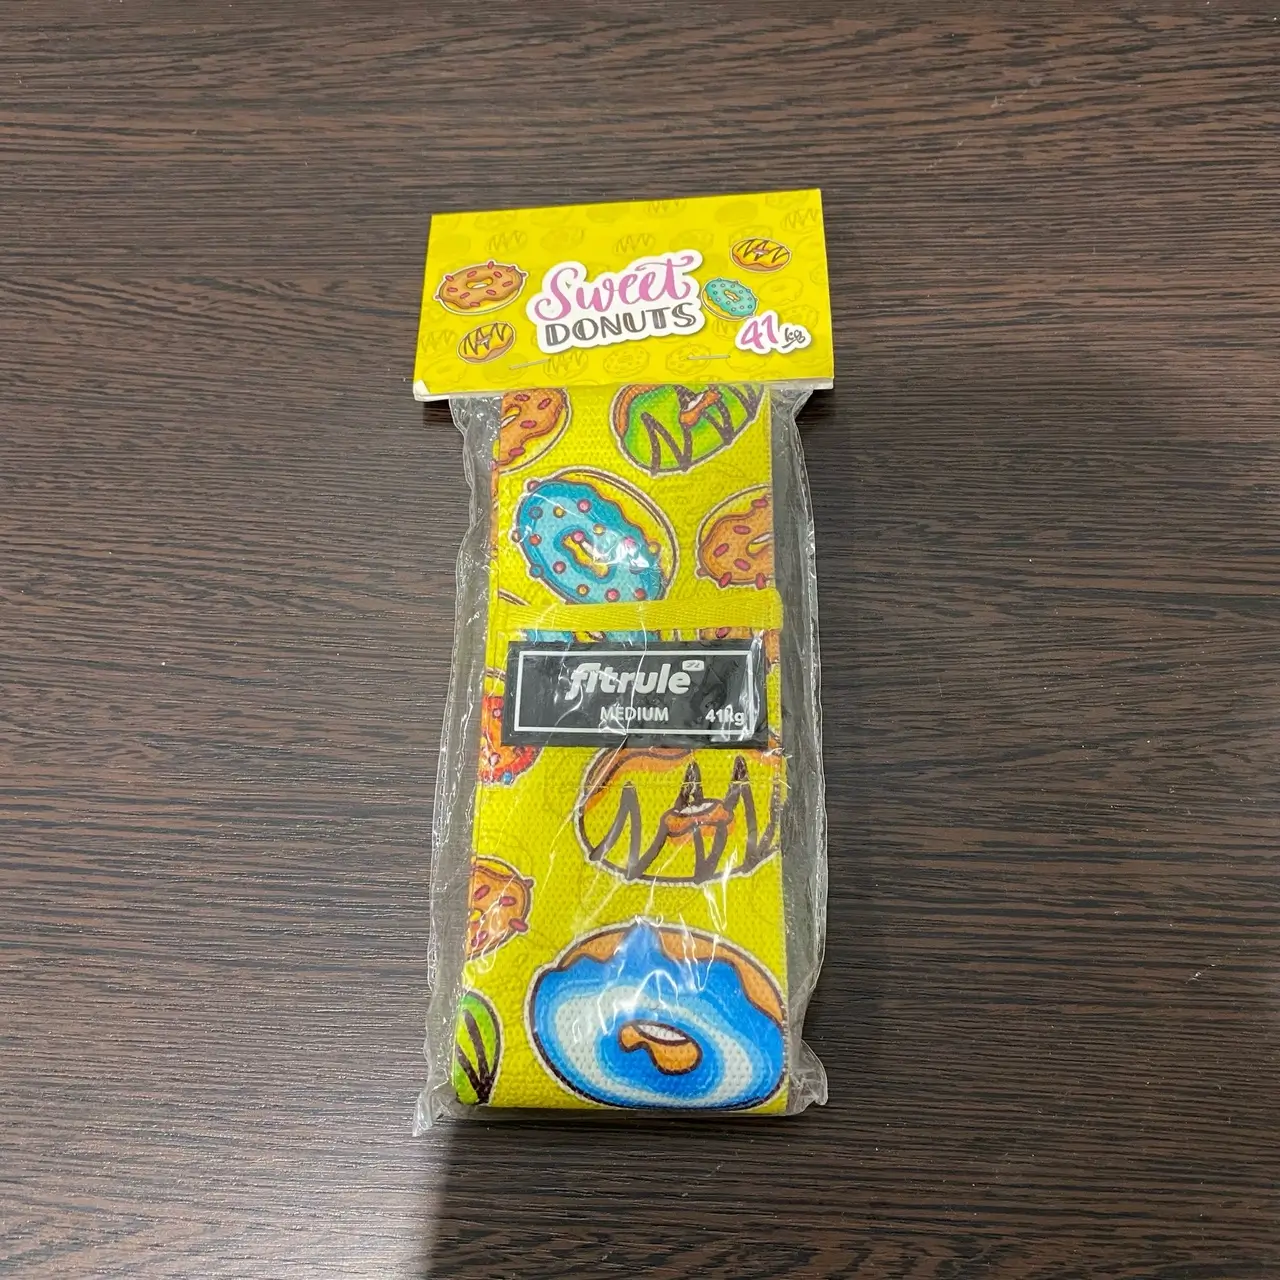 Sweet
DONUTS
41 kg
fitrule
MEDIUM 41kg